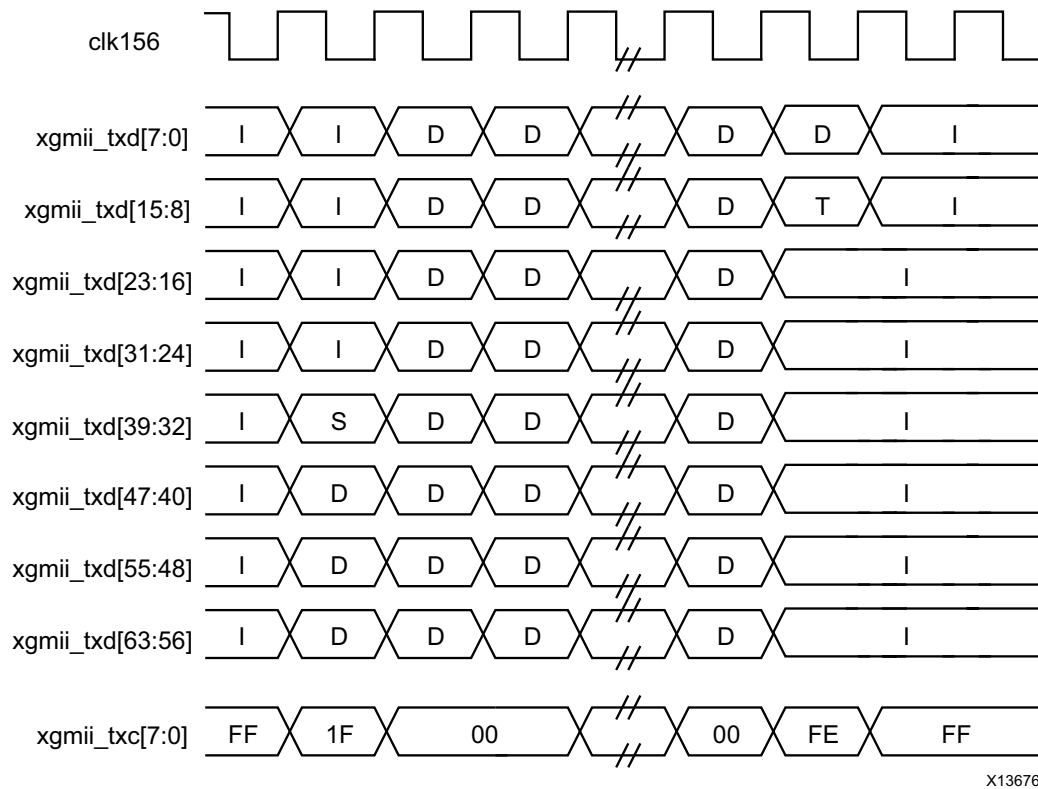 clk156
xgmii_txd[7:0] I I D D D D I
xgmii_txd[15:8] I I D D D T I
xgmii_txd[23:16] I I D D D I
xgmii_txd[31:24] I I D D D I
xgmii_txd[39:32] I S D D D I
xgmii_txd[47:40] I D D D D I
xgmii_txd[55:48] I D D D D I
xgmii_txd[63:56] I D D D D I
xgmii_txc[7:0] FF 1F 00 00 FE FF
X13676